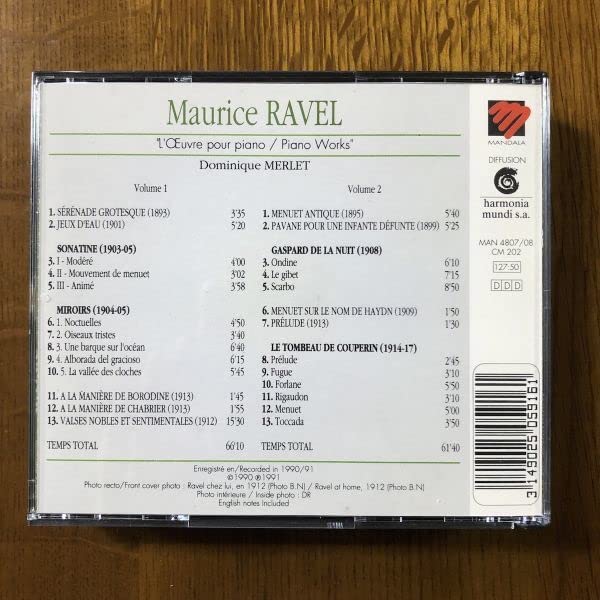 Maurice RAVEL
"L'Œuvre pour piano / Piano Works"
Dominique MERLET
Volume 1
1. SÉRÉNADE GROTESQUE (1893) 3'35
2. JEUX D'EAU (1901) 5'20
SONATINE (1903-05)
3. I - Modéré 4'00
4. II - Mouvement de menuet 3'02
5. III - Animé 3'58
MIROIRS (1904-05)
6. 1. Noctuelles 4'50
7. 2. Oiseaux tristes 3'40
8. 3. Une barque sur l'océan 6'40
9. 4. Alborada del gracioso 6'15
10. 5. La vallée des cloches 5'45
11. A LA MANIÈRE DE BORODINE (1913) 1'45
12. A LA MANIÈRE DE CHABRIER (1913) 1'55
13. VALSES NOBLES ET SENTIMENTALES (1912) 15'30
TEMPS TOTAL 66'10
Volume 2
1. MENUET ANTIQUE (1895) 5'40
2. PAVANE POUR UNE INFANTE DÉFUNTE (1899) 5'25
GASPARD DE LA NUIT (1908)
3. Ondine 6'10
4. Le gibet 7'15
5. Scarbo 8'50
6. MENUET SUR LE NOM DE HAYDN (1909) 1'50
7. PRÉLUDE (1913) 1'30
LE TOMBEAU DE COUPERIN (1914-17)
8. Prélude 2'45
9. Fugue 3'10
10. Forlane 5'50
11. Rigaudon 3'10
12. Menuet 5'00
13. Toccada 3'50
TEMPS TOTAL 61'40
Enregistré en/Recorded in 1990/91
©1990 ℗1991
Photo recto/Front cover photo : Ravel chez lui, en 1912 (Photo B.N) / Ravel at home, 1912 (Photo B.N)
Photo intérieure / Inside photo : DR
English notes included
MANDALA
DIFFUSION
harmonia
mundi s.a.
MAN 4807/08
CM 202
127:50
DDD
3 149025 059161